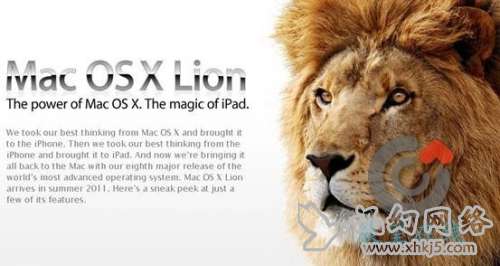 Mac OS X Lion
The power of Mac OS X. The magic of iPad.
We took our best thinking from Mac OS X and brought it
to the iPhone. Then we took our best thinking from the
iPhone and brought it to iPad. And now we're bringing it
all back to the Mac with our eighth major release of the
world's most advanced operating system. Mac OS X Lion
arrives in summer 2011. Here's a sneak peek at just a
few of its features.
幻网络
www.xhkj5.com